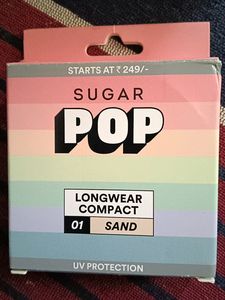 STARTS AT ₹ 249/-
SUGAR
POP
LONGWEAR
COMPACT
01 SAND
UV PROTECTION